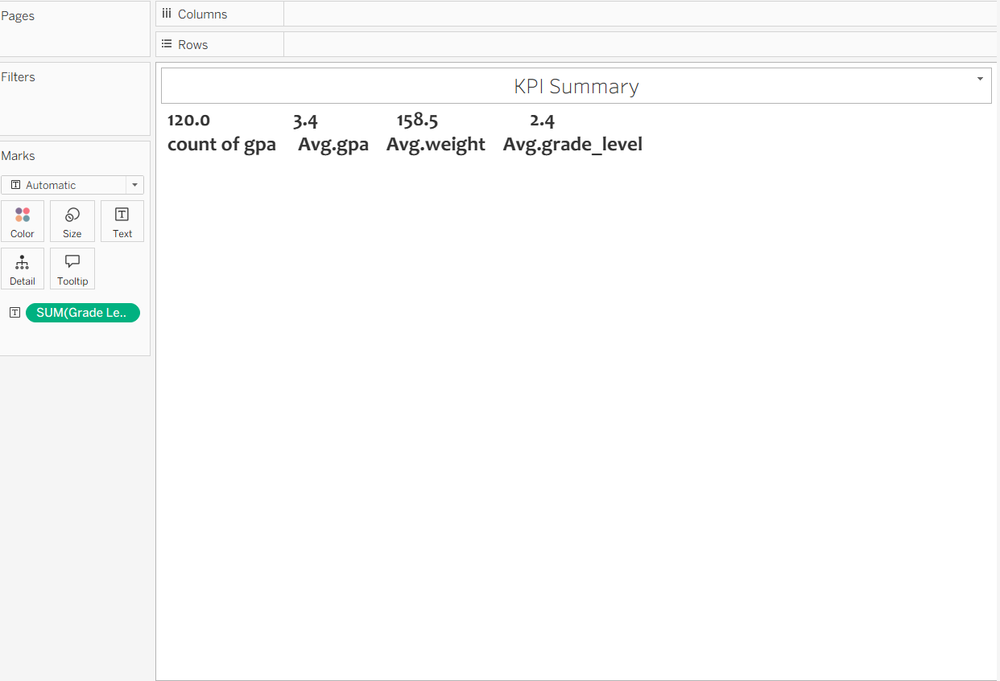 Pages
Columns
Rows
Filters
KPI Summary
120.0 3.4 158.5 2.4
count of gpa Avg.gpa Avg.weight Avg.grade_level
Marks
Automatic
Color Size Text
Detail Tooltip
SUM(Grade Le..